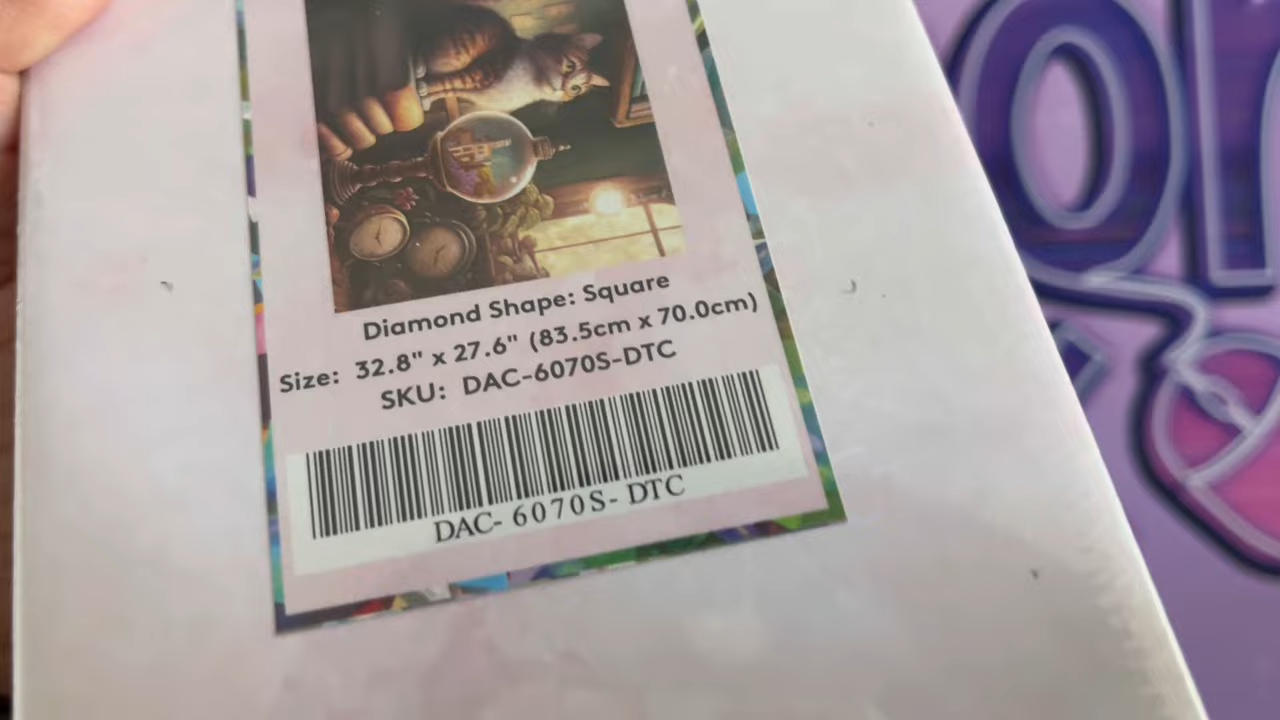 Diamond Shape: Square
Size: 32.8" x 27.6" (83.5cm x 70.0cm)
SKU: DAC-6070S-DTC
DAC- 6070S- DTC